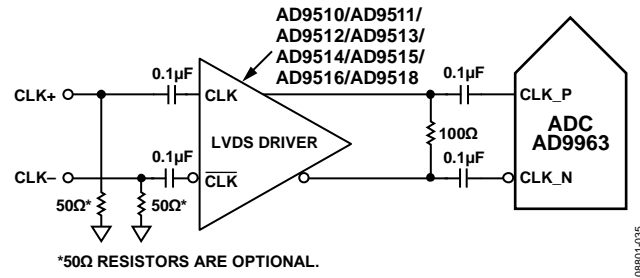 AD9510/AD9511/
AD9512/AD9513/
AD9514/AD9515/
AD9516/AD9518
0.1µF
0.1µF
CLK+
CLK
CLK_P
ADC
AD9963
LVDS DRIVER
100Ω
0.1µF
0.1µF
CLK–
CLK
CLK_N
50Ω*
50Ω*
*50Ω RESISTORS ARE OPTIONAL.
08801-035